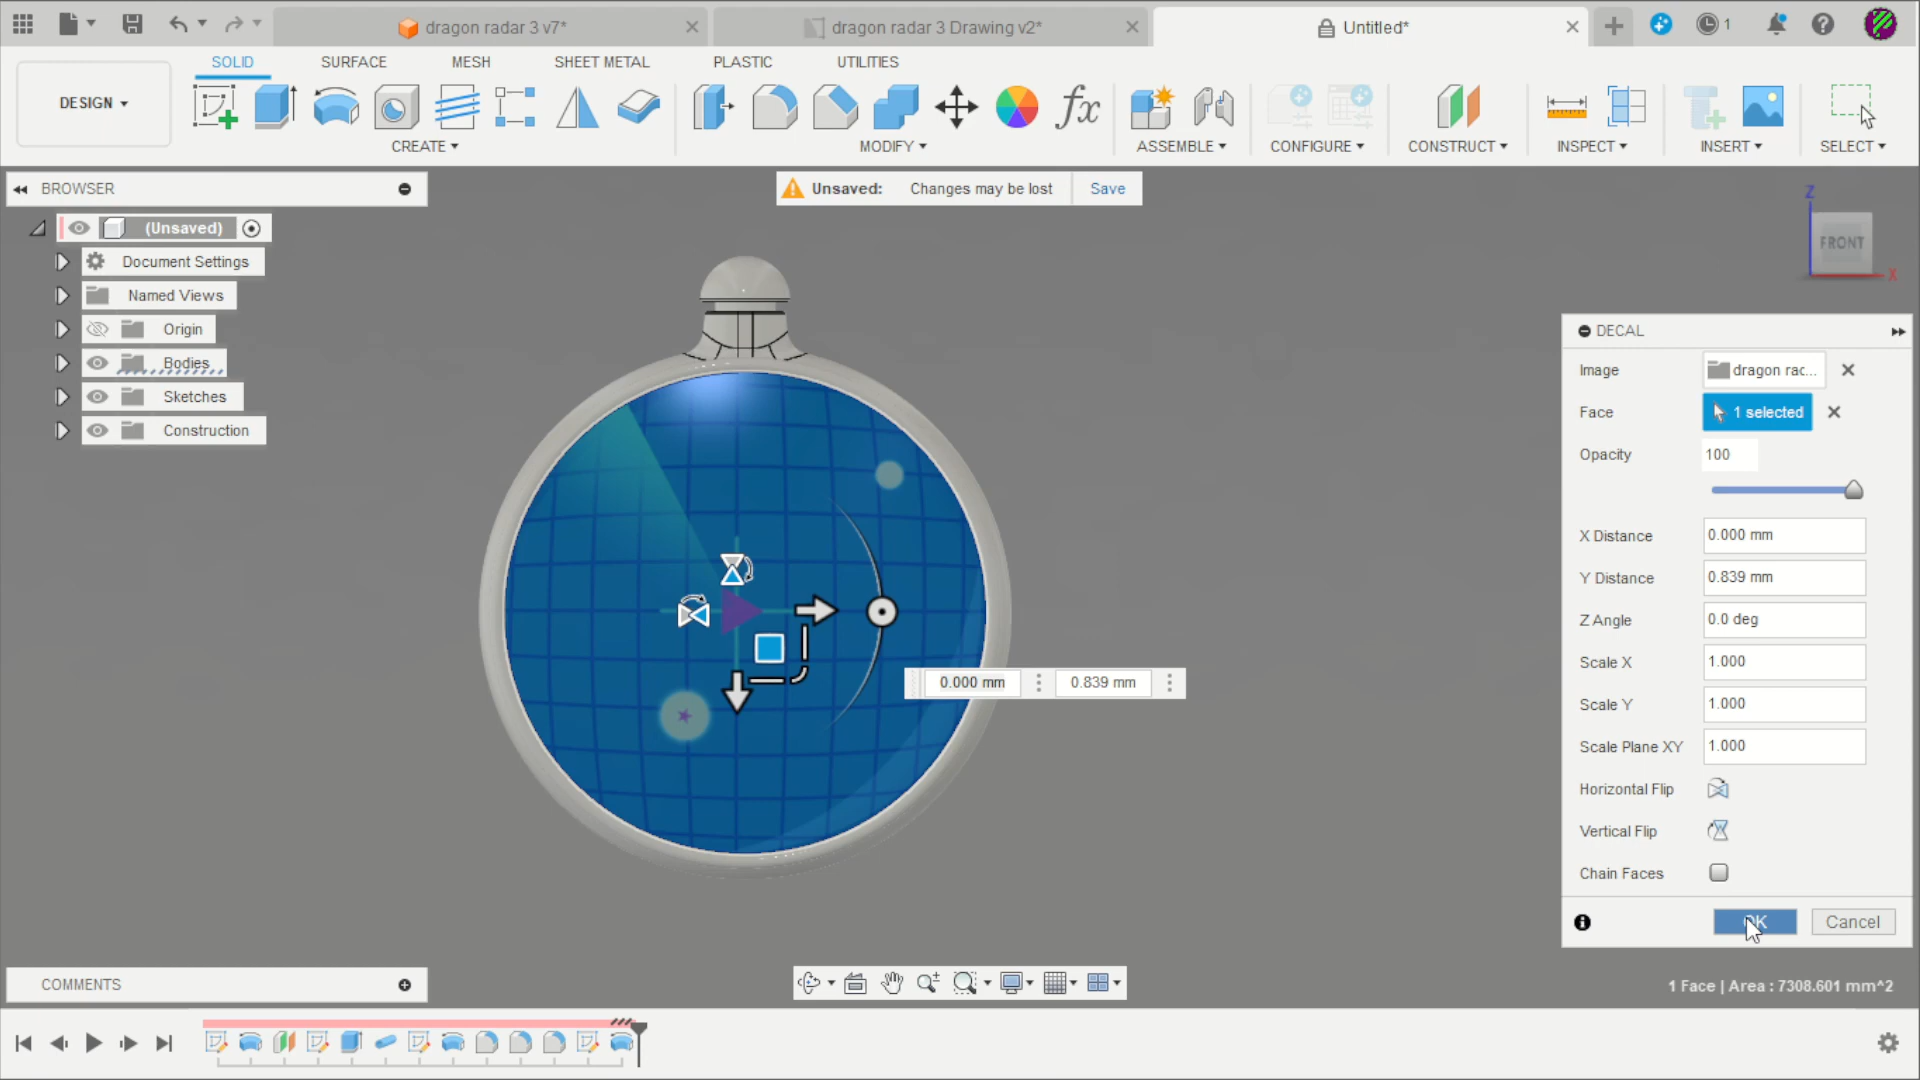 dragon radar 3 v7*
dragon radar 3 Drawing v2*
Untitled*
1
SOLID
SURFACE
MESH
SHEET METAL
PLASTIC
UTILITIES
DESIGN
CREATE
MODIFY
ASSEMBLE
CONFIGURE
CONSTRUCT
INSPECT
INSERT
SELECT
BROWSER
Unsaved: Changes may be lost Save
(Unsaved)
Document Settings
Named Views
Origin
Bodies
Sketches
Construction
Z
FRONT
X
DECAL
Image dragon rac...
Face 1 selected
Opacity 100
X Distance 0.000 mm
Y Distance 0.839 mm
Z Angle 0.0 deg
Scale X 1.000
Scale Y 1.000
Scale Plane XY 1.000
Horizontal Flip
Vertical Flip
Chain Faces
OK Cancel
0.000 mm 0.839 mm
COMMENTS
1 Face | Area : 7308.601 mm^2